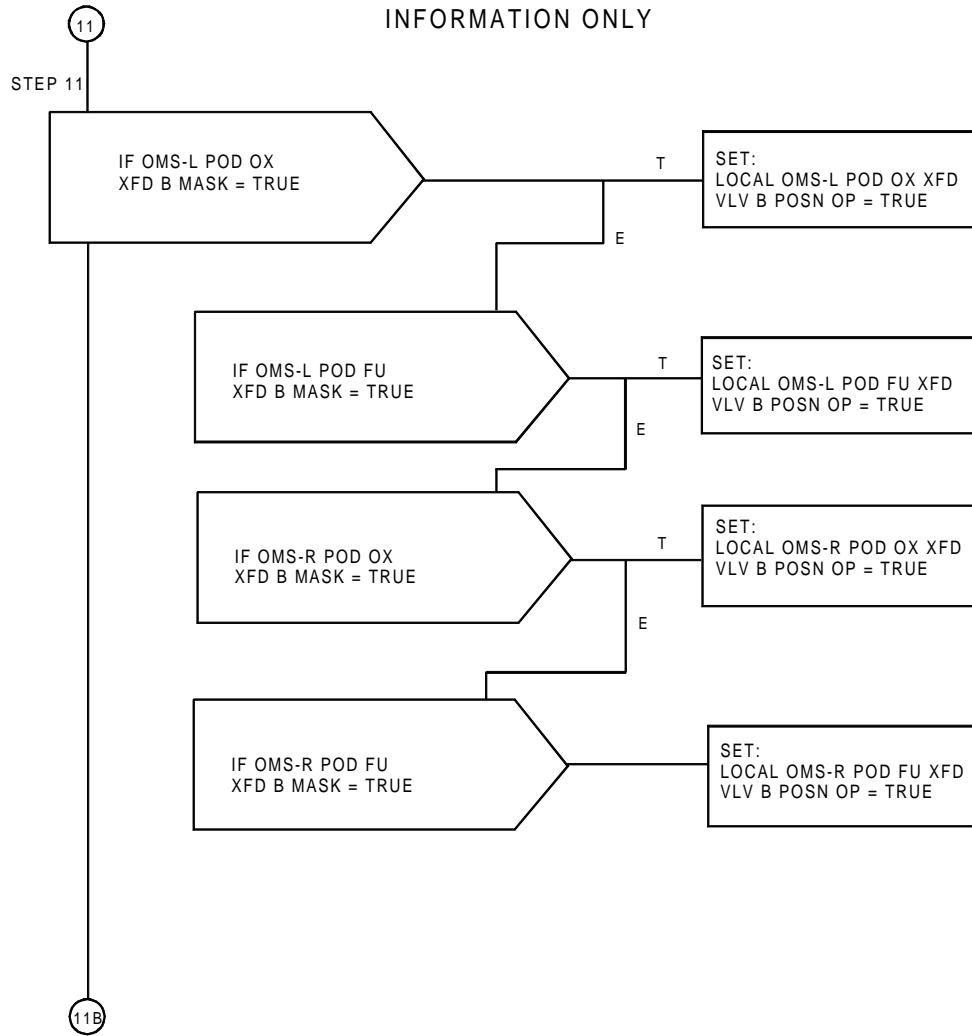 INFORMATION ONLY
11
STEP 11
IF OMS-L POD OX
XFD B MASK = TRUE
T
SET:
LOCAL OMS-L POD OX XFD
VLV B POSN OP = TRUE
E
IF OMS-L POD FU
XFD B MASK = TRUE
T
SET:
LOCAL OMS-L POD FU XFD
VLV B POSN OP = TRUE
E
IF OMS-R POD OX
XFD B MASK = TRUE
T
SET:
LOCAL OMS-R POD OX XFD
VLV B POSN OP = TRUE
E
IF OMS-R POD FU
XFD B MASK = TRUE
SET:
LOCAL OMS-R POD FU XFD
VLV B POSN OP = TRUE
11B